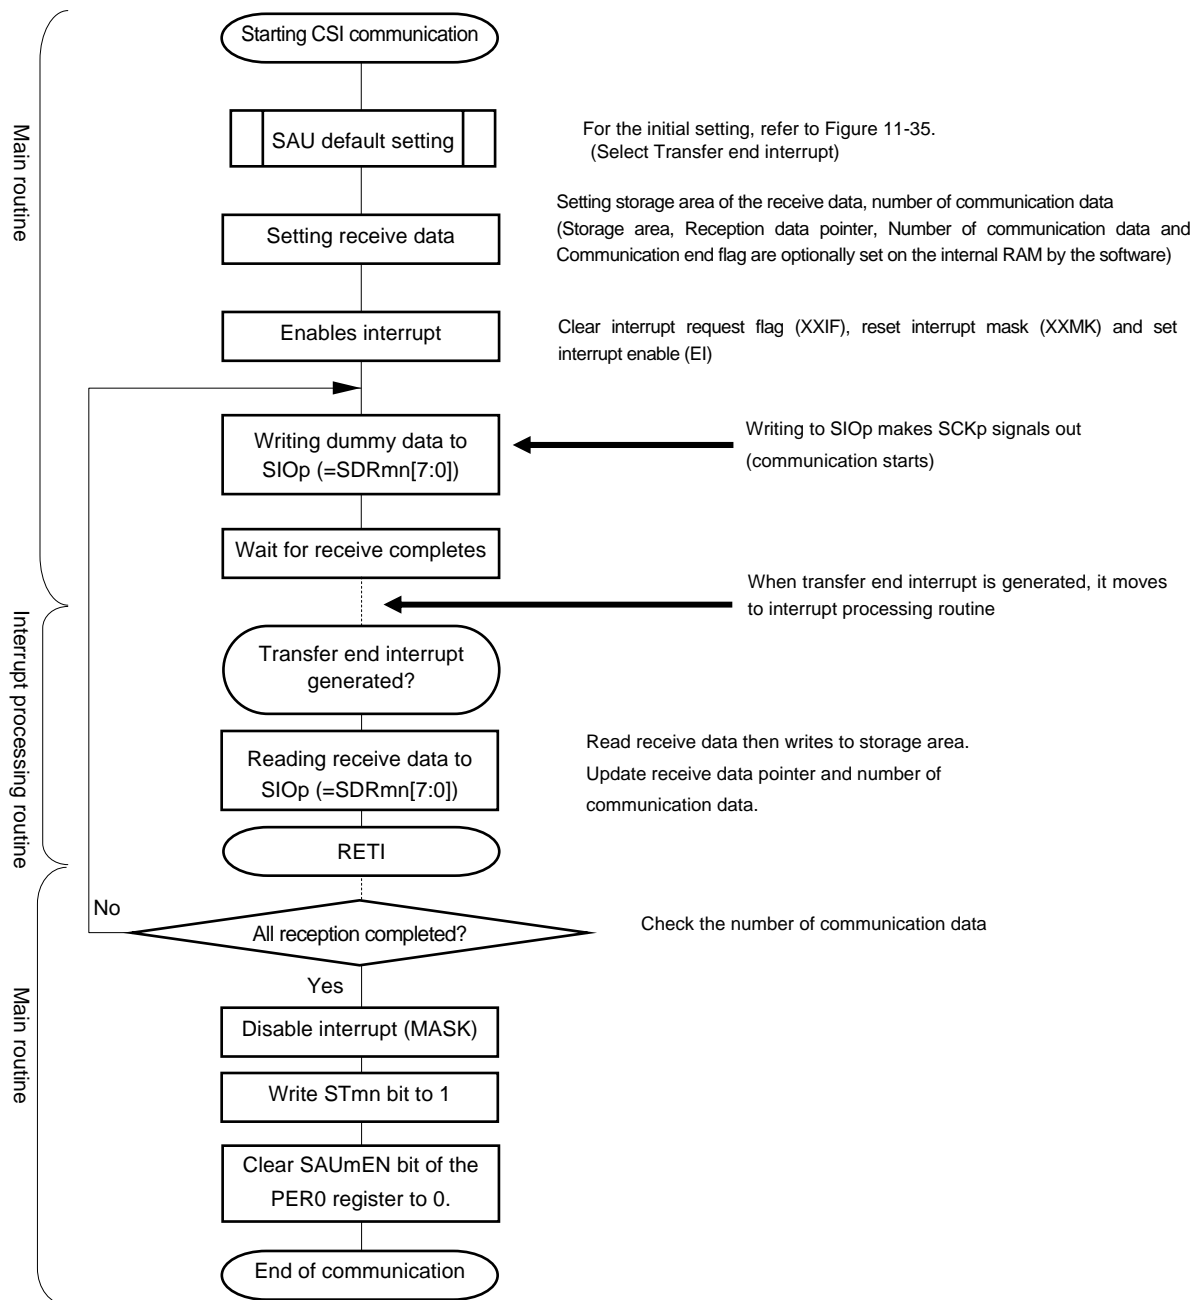 Starting CSI communication
Main routine
SAU default setting
For the initial setting, refer to Figure 11-35.
(Select Transfer end interrupt)
Setting receive data
Setting storage area of the receive data, number of communication data
(Storage area, Reception data pointer, Number of communication data and
Communication end flag are optionally set on the internal RAM by the software)
Enables interrupt
Clear interrupt request flag (XXIF), reset interrupt mask (XXMK) and set
interrupt enable (EI)
Writing dummy data to
SIOp (=SDRmn[7:0])
Writing to SIOp makes SCKp signals out
(communication starts)
Wait for receive completes
When transfer end interrupt is generated, it moves
to interrupt processing routine
Interrupt processing routine
Transfer end interrupt
generated?
Reading receive data to
SIOp (=SDRmn[7:0])
Read receive data then writes to storage area.
Update receive data pointer and number of
communication data.
RETI
No
All reception completed?
Check the number of communication data
Yes
Main routine
Disable interrupt (MASK)
Write STmn bit to 1
Clear SAUmEN bit of the
PER0 register to 0.
End of communication